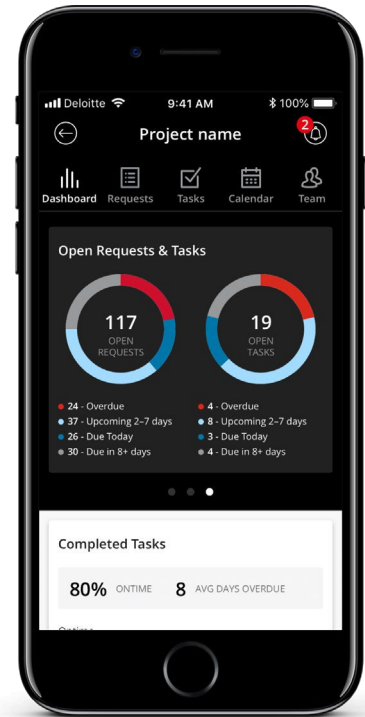 Deloitte 9:41 AM 100%
Project name
2
Dashboard Requests Tasks Calendar Team
Open Requests & Tasks
117
OPEN
REQUESTS
19
OPEN
TASKS
24 - Overdue
37 - Upcoming 2–7 days
26 - Due Today
30 - Due in 8+ days
4 - Overdue
8 - Upcoming 2–7 days
3 - Due Today
4 - Due in 8+ days
Completed Tasks
80% ONTIME 8 AVG DAYS OVERDUE